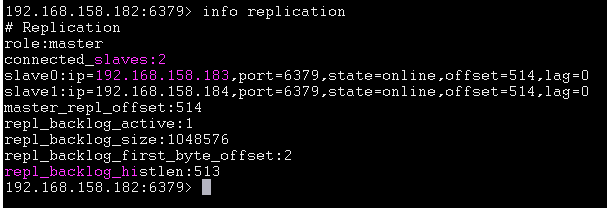 192.168.158.182:6379> info replication
# Replication
role:master
connected_slaves:2
slave0:ip=192.168.158.183,port=6379,state=online,offset=514,lag=0
slave1:ip=192.168.158.184,port=6379,state=online,offset=514,lag=0
master_repl_offset:514
repl_backlog_active:1
repl_backlog_size:1048576
repl_backlog_first_byte_offset:2
repl_backlog_histlen:513
192.168.158.182:6379>